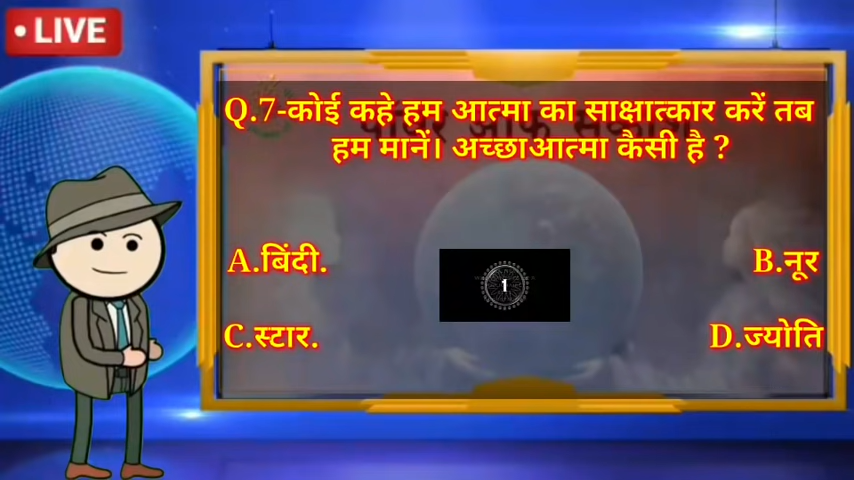 • LIVE
Q.7-कोई कहे हम आत्मा का साक्षात्कार करें तब
हम मानें। अच्छाआत्मा कैसी है ?
A.बिंदी.
B.नूर
1
C.स्टार.
D.ज्योति